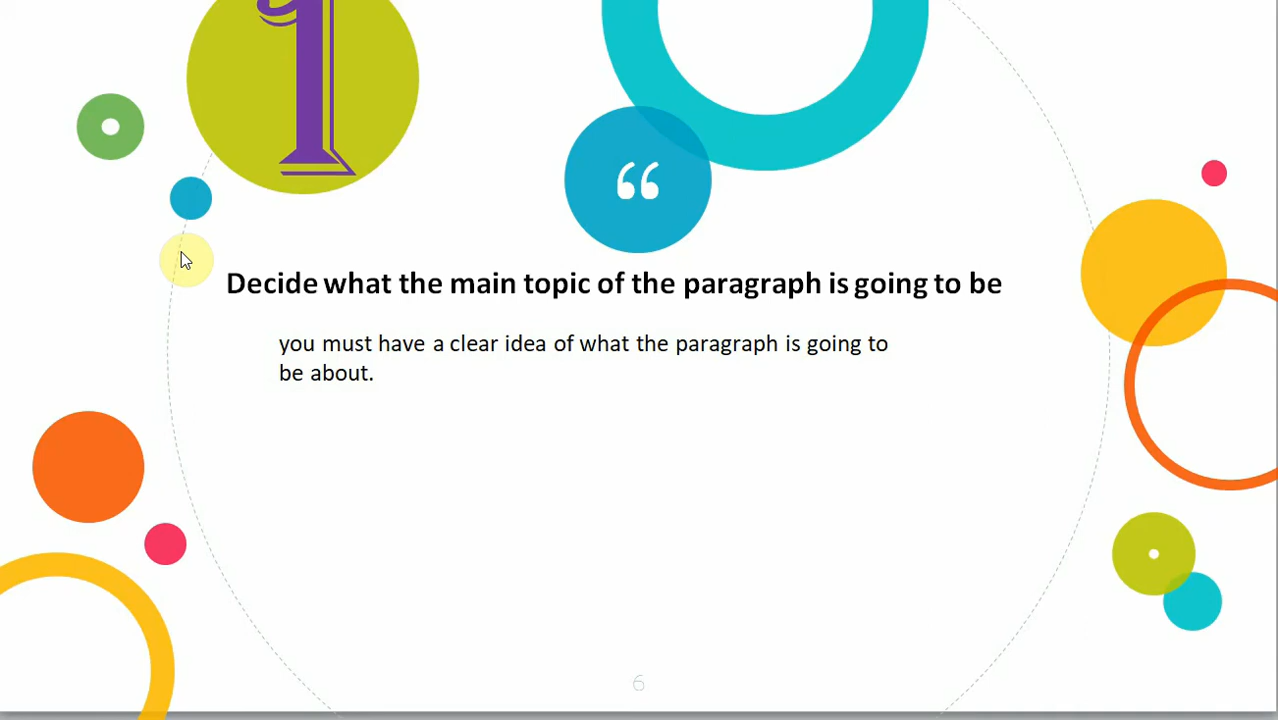 1
“
Decide what the main topic of the paragraph is going to be
you must have a clear idea of what the paragraph is going to
be about.
6